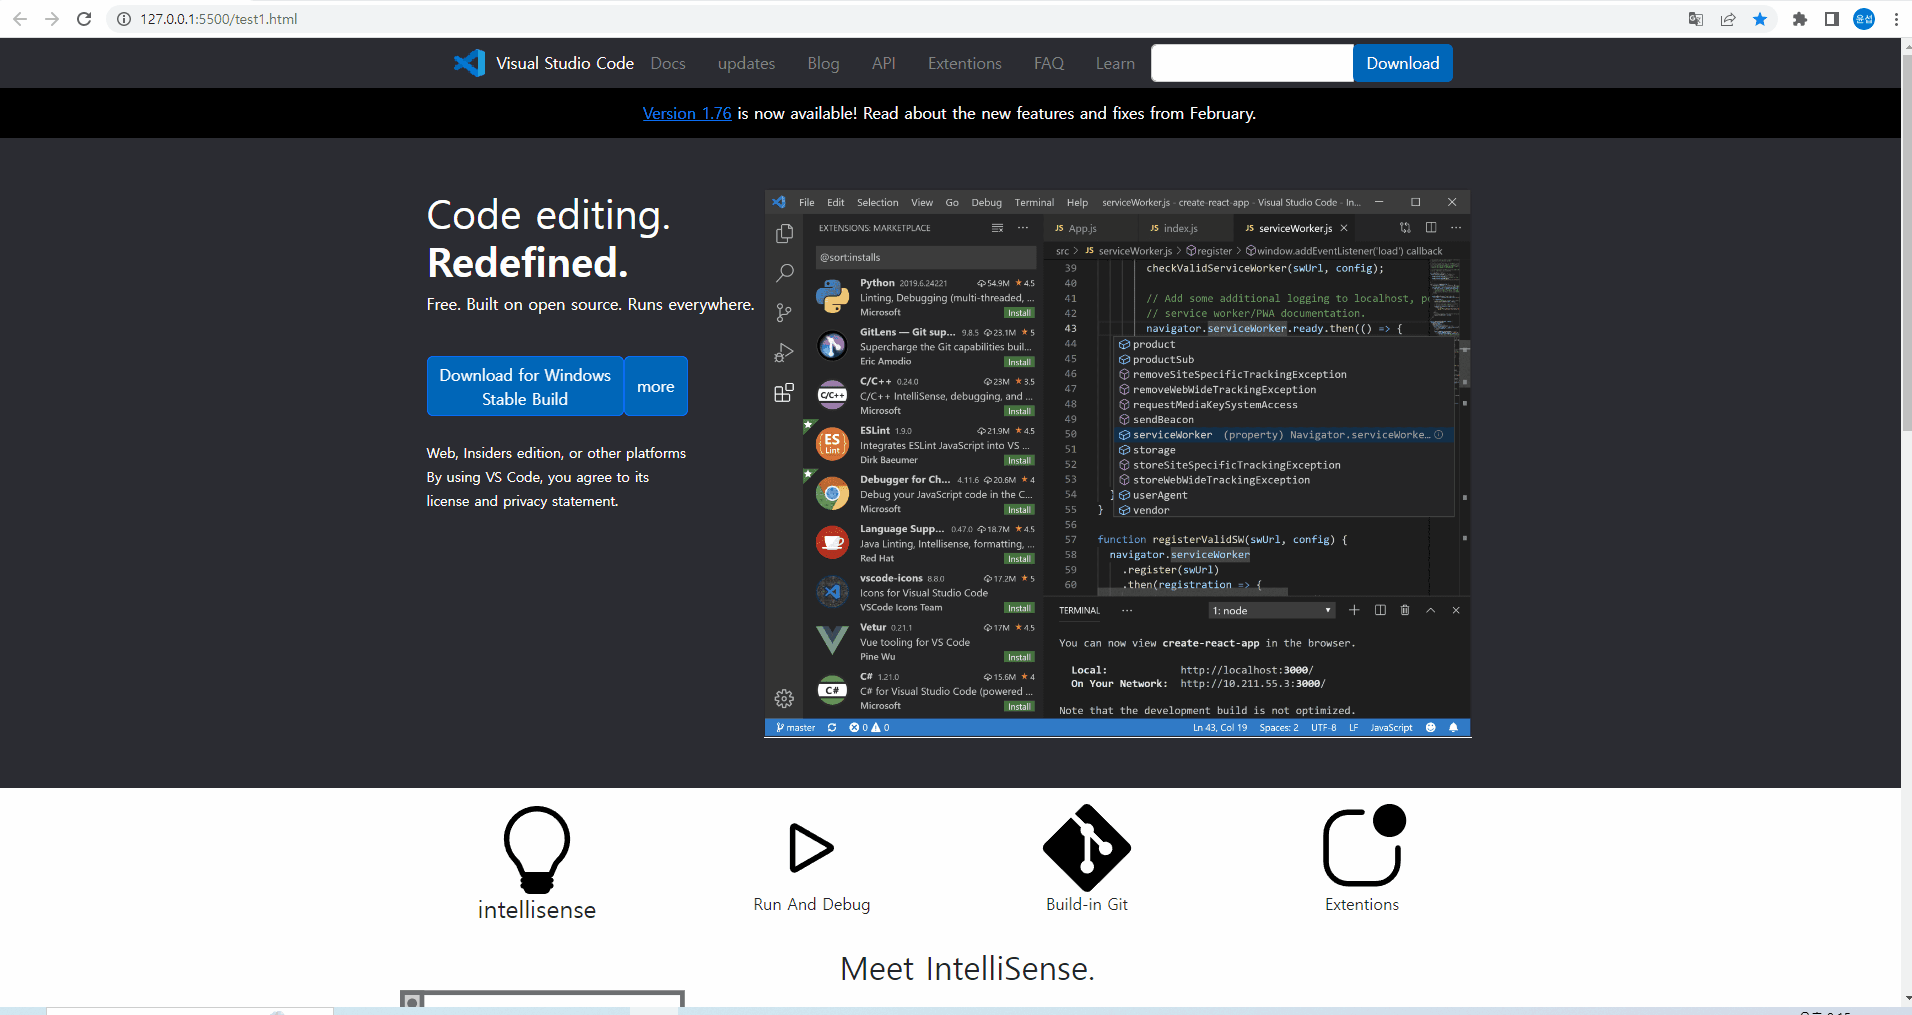 127.0.0.1:5500/test1.html
윤섭
Visual Studio Code Docs updates Blog API Extentions FAQ Learn Download
Version 1.76 is now available! Read about the new features and fixes from February.
Code editing.
Redefined.
Free. Built on open source. Runs everywhere.
Download for Windows
Stable Build
more
Web, Insiders edition, or other platforms
By using VS Code, you agree to its
license and privacy statement.
File Edit Selection View Go Debug Terminal Help serviceWorker.js - create-react-app - Visual Studio Code - In...
EXTENSIONS: MARKETPLACE
@sort:installs
Python 2019.6.24221 54.9M 4.5
Linting, Debugging (multi-threaded, ...
Microsoft Install
GitLens — Git sup... 9.8.5 23.1M 5
Supercharge the Git capabilities buil...
Eric Amodio Install
C/C++ 0.24.0 23M 3.5
C/C++ IntelliSense, debugging, and ...
Microsoft Install
ESLint 1.9.0 21.9M 4.5
Integrates ESLint JavaScript into VS ...
Dirk Baeumer Install
Debugger for Ch... 4.11.6 20.6M 4
Debug your JavaScript code in the C...
Microsoft Install
Language Supp... 0.47.0 18.7M 4.5
Java Linting, Intellisense, formatting, ...
Red Hat Install
vscode-icons 8.8.0 17.2M 5
Icons for Visual Studio Code
VSCode Icons Team Install
Vetur 0.21.1 17M 4.5
Vue tooling for VS Code
Pine Wu Install
C# 1.21.0 15.6M 4
C# for Visual Studio Code (powered ...
Microsoft Install
C/C++
ES
Lint
C#
JS App.js JS index.js JS serviceWorker.js
src > JS serviceWorker.js > register > window.addEventListener('load') callback
39 checkValidServiceWorker(swUrl, config);
40
41 // Add some additional logging to localhost, p
42 // service worker/PWA documentation.
43 navigator.serviceWorker.ready.then(() => {
44 product
45 productSub
46 removeSiteSpecificTrackingException
47 removeWebWideTrackingException
48 requestMediaKeySystemAccess
49 sendBeacon
50 serviceWorker (property) Navigator.serviceWorke...
51 storage
52 storeSiteSpecificTrackingException
53 storeWebWideTrackingException
54 } userAgent
55 } vendor
56
57 function registerValidSW(swUrl, config) {
58 navigator.serviceWorker
59 .register(swUrl)
60 .then(registration => {
TERMINAL ... 1: node
You can now view create-react-app in the browser.
Local: http://localhost:3000/
On Your Network: http://10.211.55.3:3000/
Note that the development build is not optimized.
master 0 0 Ln 43, Col 19 Spaces: 2 UTF-8 LF JavaScript
intellisense
Run And Debug
Build-in Git
Extentions
Meet IntelliSense.